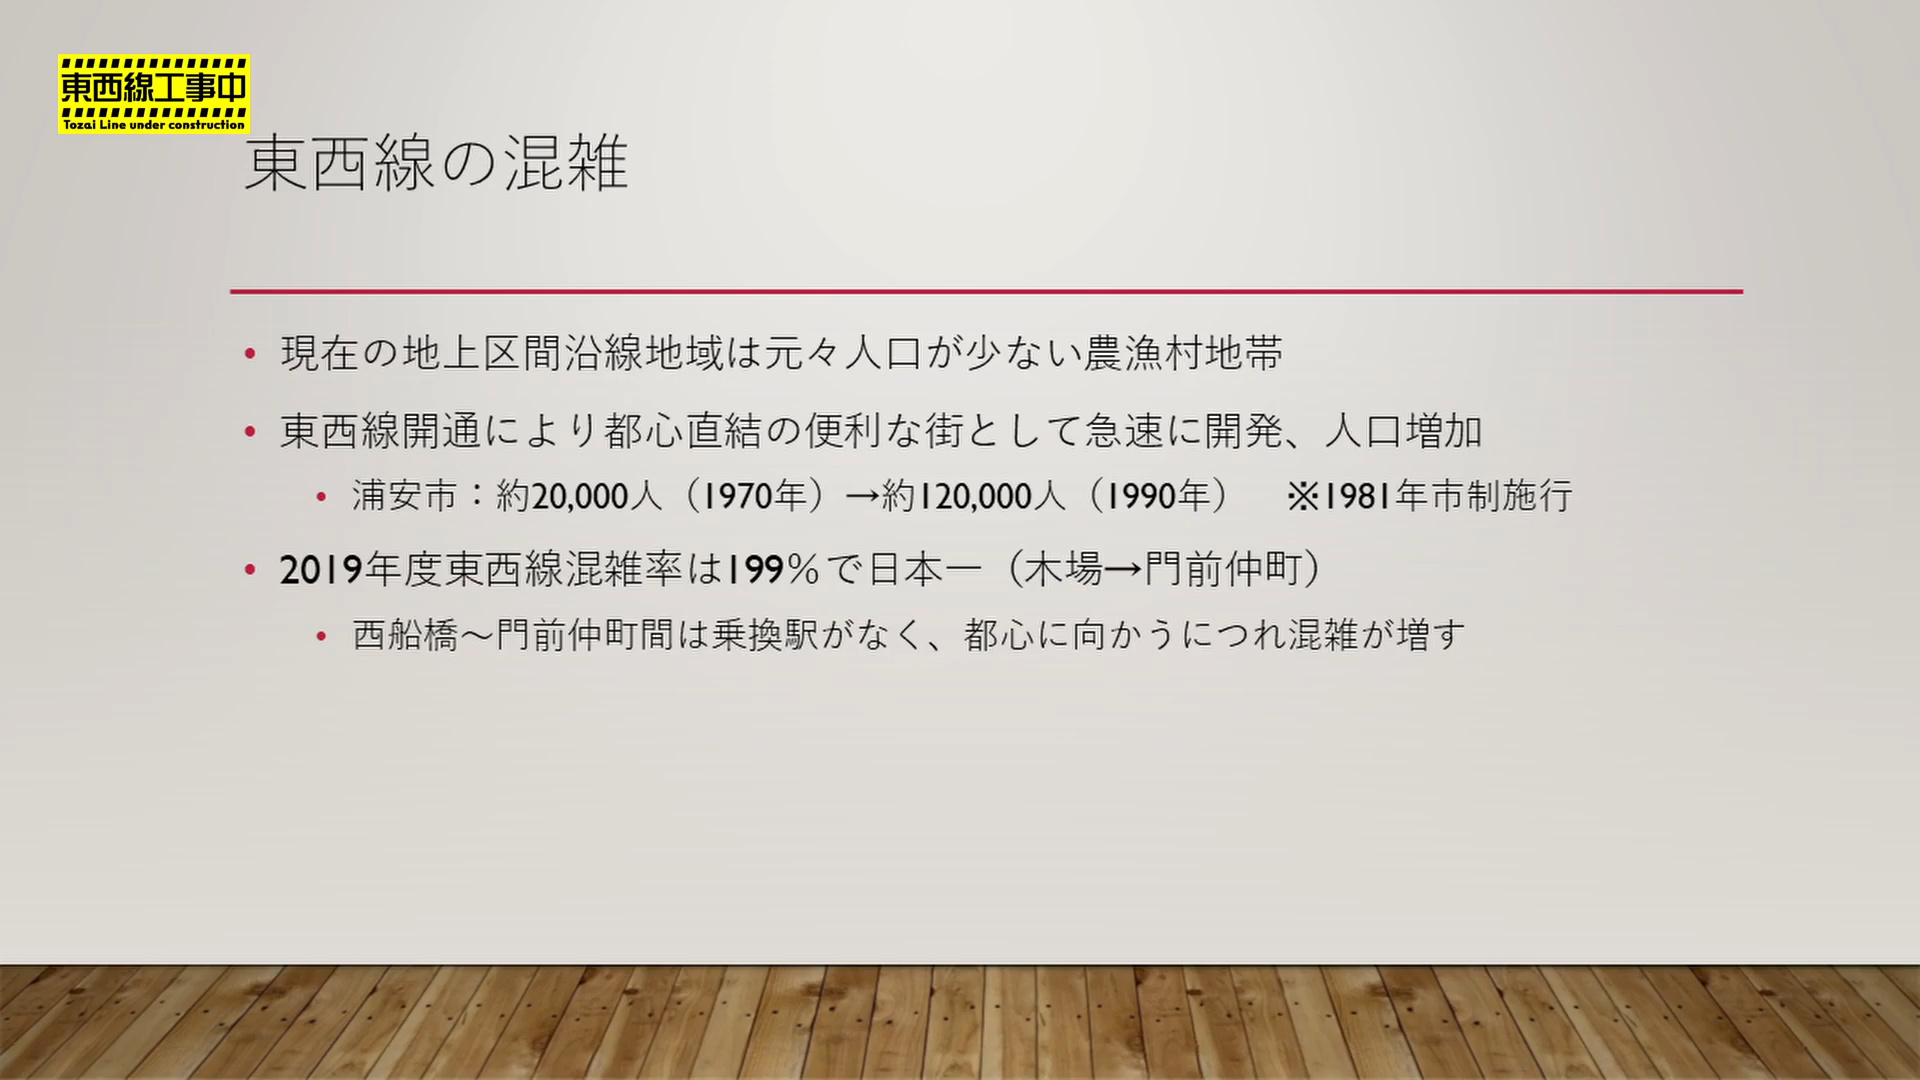 東西線工事中
Tozai Line under construction
東西線の混雑
• 現在の地上区間沿線地域は元々人口が少ない農漁村地帯
• 東西線開通により都心直結の便利な街として急速に開発、人口増加
• 浦安市：約20,000人（1970年）→約120,000人（1990年）　※1981年市制施行
• 2019年度東西線混雑率は199％で日本一（木場→門前仲町）
• 西船橋～門前仲町間は乗換駅がなく、都心に向かうにつれ混雑が増す